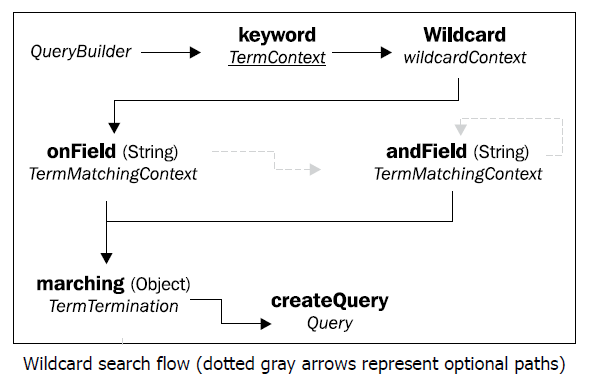 QueryBuilder
keyword
TermContext
Wildcard
wildcardContext
onField (String)
TermMatchingContext
andField (String)
TermMatchingContext
marching (Object)
TermTermination
createQuery
Query
Wildcard search flow (dotted gray arrows represent optional paths)